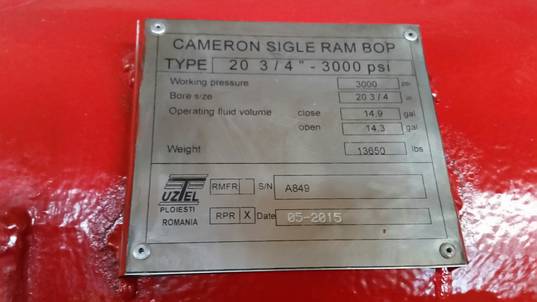 CAMERON SIGLE RAM BOP
TYPE 20 3/4" - 3000 psi
Working pressure 3000 psi
Bore size 20 3/4 in
Operating fluid volume close 14,9 gal
open 14,3 gal
Weight 13650 lbs
UZTEL
PLOIESTI
ROMANIA
RMFR S/N A849
RPR X Date 05-2015